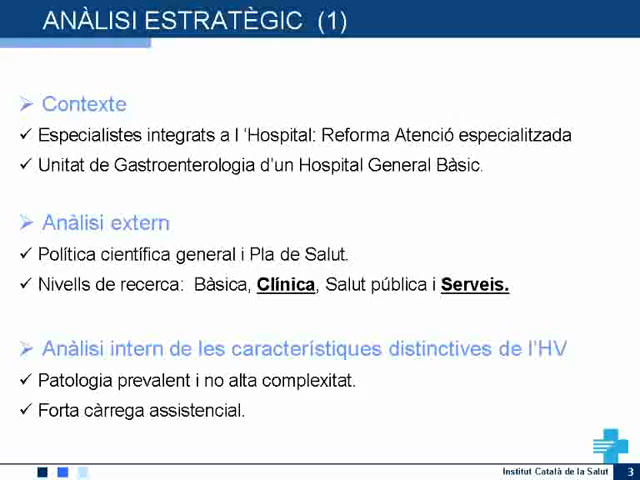 ANÀLISI ESTRATÈGIC (1)
Contexte
Especialistes integrats a l ‘Hospital: Reforma Atenció especialitzada
Unitat de Gastroenterologia d’un Hospital General Bàsic.
Anàlisi extern
Política científica general i Pla de Salut.
Nivells de recerca: Bàsica, Clínica, Salut pública i Serveis.
Anàlisi intern de les característiques distinctives de l’HV
Patologia prevalent i no alta complexitat.
Forta càrrega assistencial.
Institut Català de la Salut 3